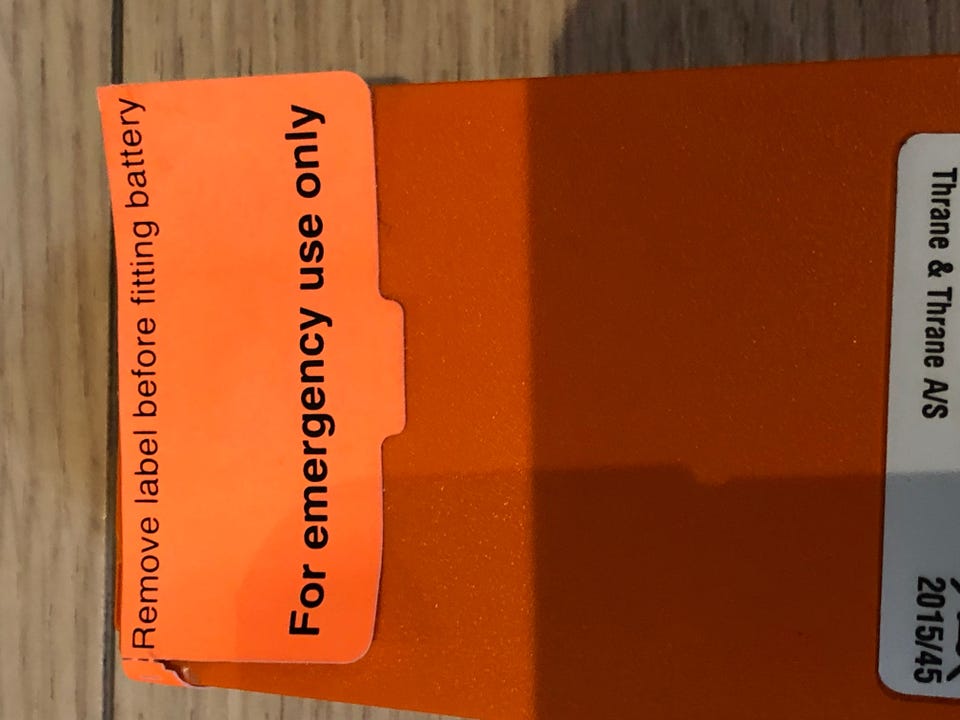 Remove label before fitting battery
For emergency use only
Thrane & Thrane A/S
2015/45